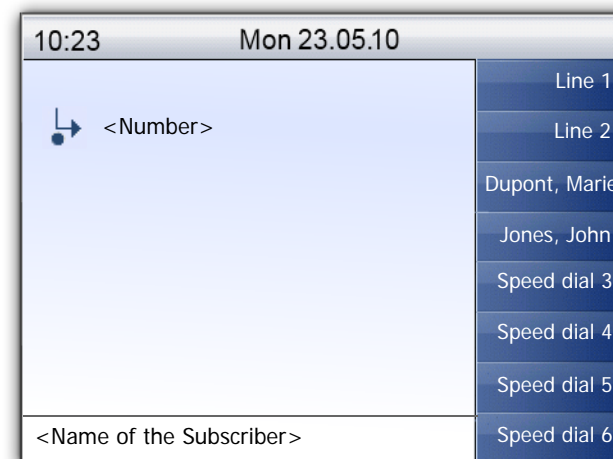 10:23 Mon 23.05.10
<Number>
<Name of the Subscriber>
Line 1
Line 2
Dupont, Marie
Jones, John
Speed dial 3
Speed dial 4
Speed dial 5
Speed dial 6